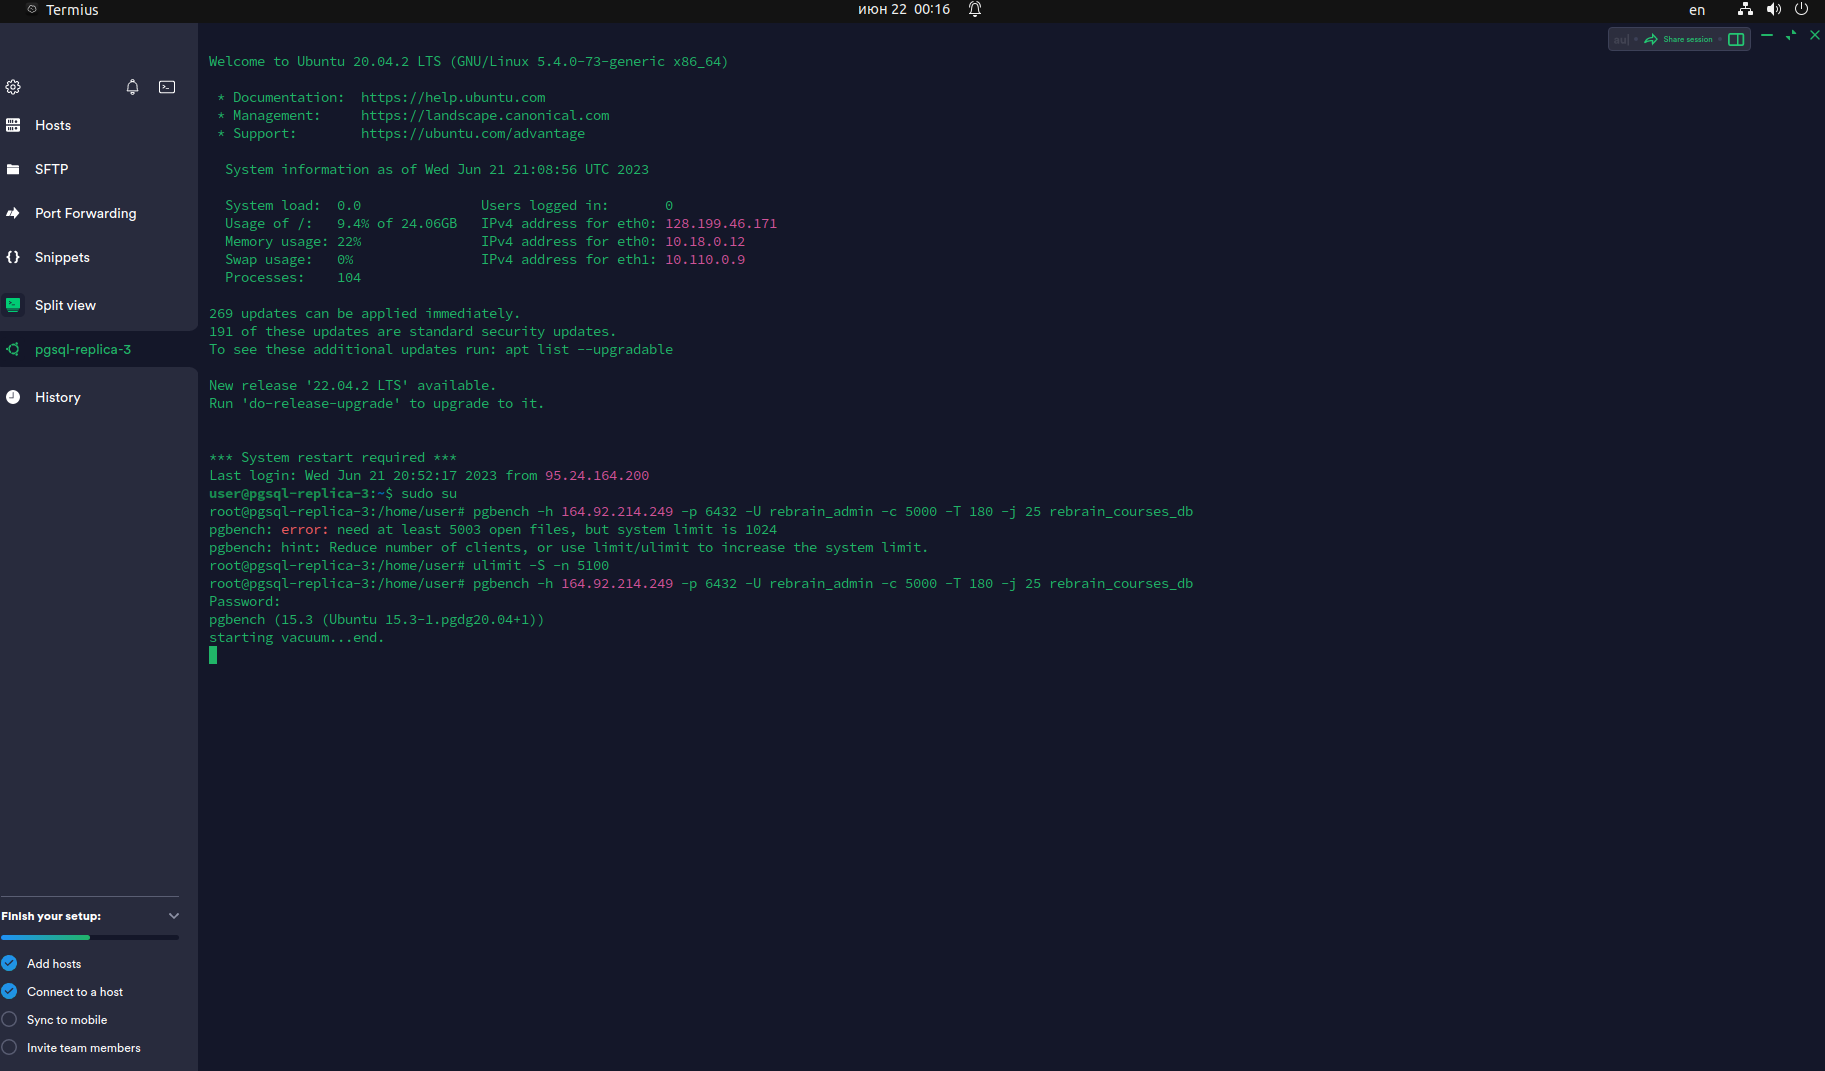 Termius
июн 22 00:16
en
Share session
Hosts
SFTP
Port Forwarding
Snippets
Split view
pgsql-replica-3
History
Finish your setup:
Add hosts
Connect to a host
Sync to mobile
Invite team members
Welcome to Ubuntu 20.04.2 LTS (GNU/Linux 5.4.0-73-generic x86_64)
* Documentation: https://help.ubuntu.com
* Management: https://landscape.canonical.com
* Support: https://ubuntu.com/advantage
System information as of Wed Jun 21 21:08:56 UTC 2023
System load: 0.0 Users logged in: 0
Usage of /: 9.4% of 24.06GB IPv4 address for eth0: 128.199.46.171
Memory usage: 22% IPv4 address for eth0: 10.18.0.12
Swap usage: 0% IPv4 address for eth1: 10.110.0.9
Processes: 104
269 updates can be applied immediately.
191 of these updates are standard security updates.
To see these additional updates run: apt list --upgradable
New release '22.04.2 LTS' available.
Run 'do-release-upgrade' to upgrade to it.
*** System restart required ***
Last login: Wed Jun 21 20:52:17 2023 from 95.24.164.200
user@pgsql-replica-3:~$ sudo su
root@pgsql-replica-3:/home/user# pgbench -h 164.92.214.249 -p 6432 -U rebrain_admin -c 5000 -T 180 -j 25 rebrain_courses_db
pgbench: error: need at least 5003 open files, but system limit is 1024
pgbench: hint: Reduce number of clients, or use limit/ulimit to increase the system limit.
root@pgsql-replica-3:/home/user# ulimit -S -n 5100
root@pgsql-replica-3:/home/user# pgbench -h 164.92.214.249 -p 6432 -U rebrain_admin -c 5000 -T 180 -j 25 rebrain_courses_db
Password:
pgbench (15.3 (Ubuntu 15.3-1.pgdg20.04+1))
starting vacuum...end.